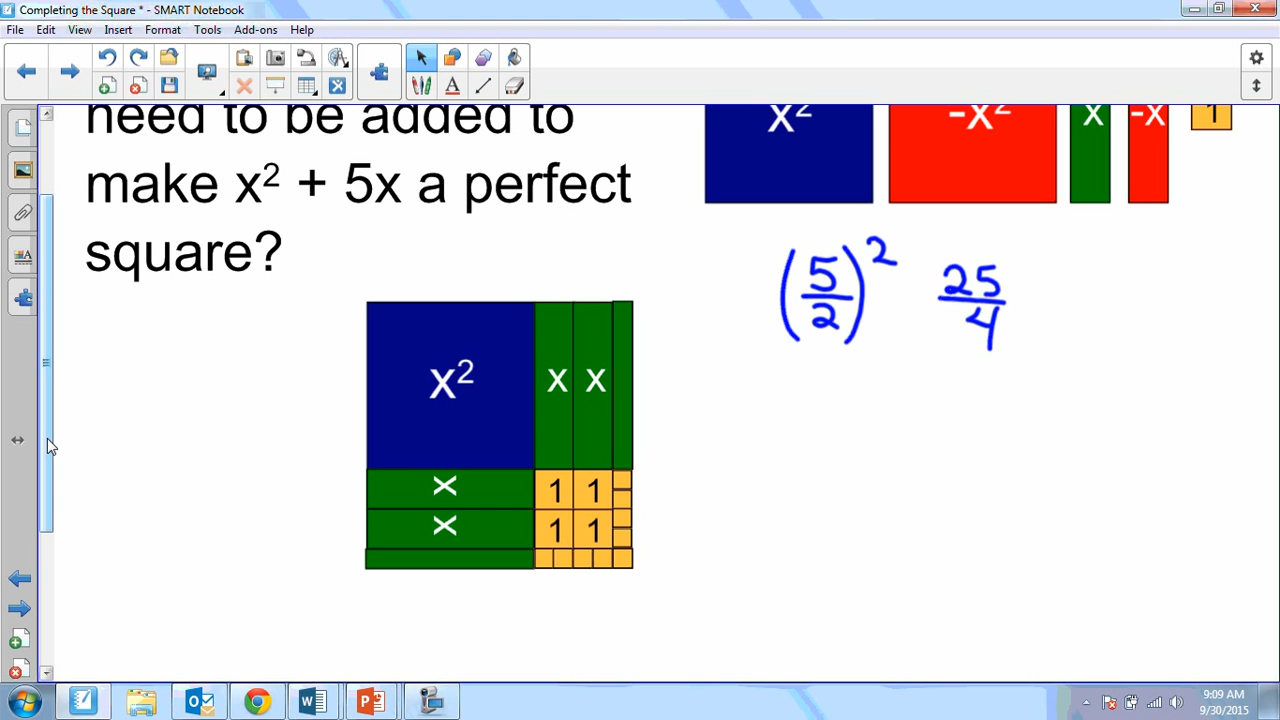 Completing the Square * - SMART Notebook
File Edit View Insert Format Tools Add-ons Help
need to be added to
make x² + 5x a perfect
square?
x² -x² x -x 1
(5/2)² 25/4
x² x x
x 1 1
x 1 1
9:09 AM
9/30/2015